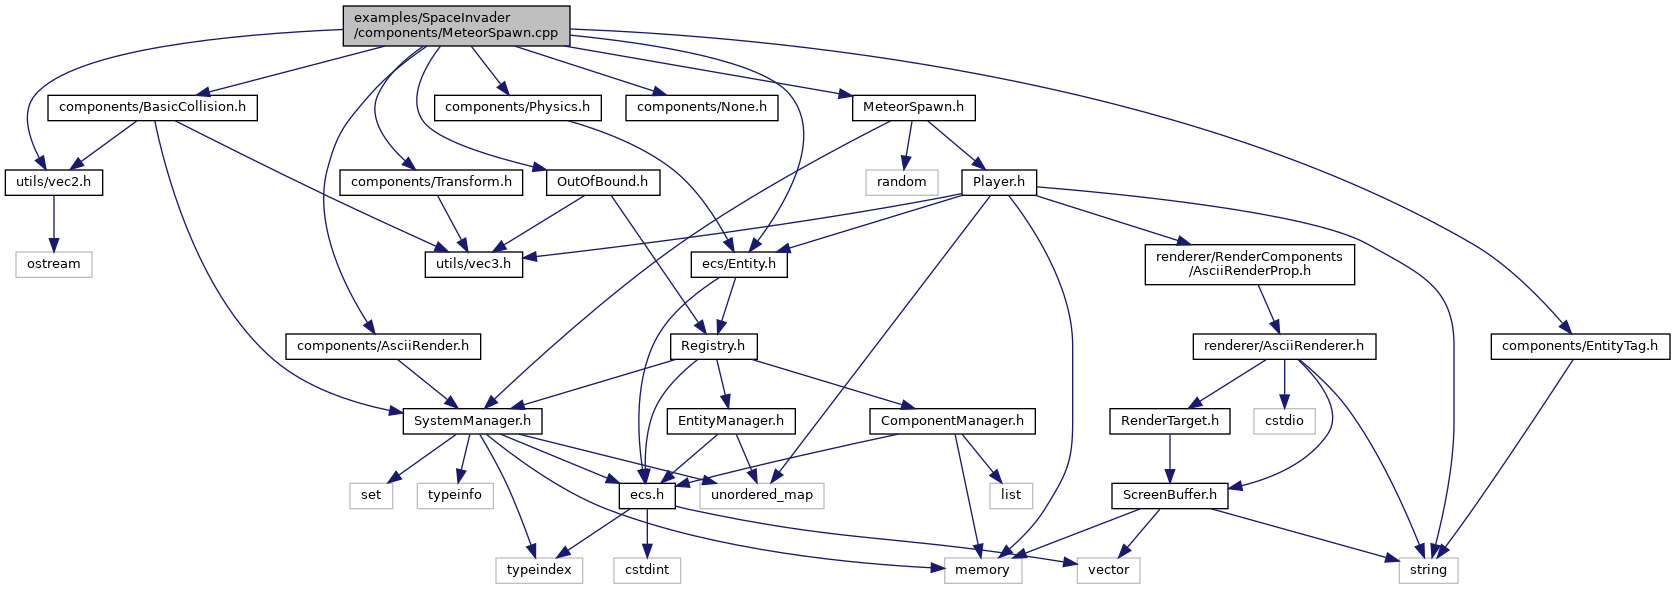 examples/SpaceInvader
/components/MeteorSpawn.cpp
components/BasicCollision.h
components/Physics.h
components/None.h
MeteorSpawn.h
utils/vec2.h
components/Transform.h
OutOfBound.h
random
Player.h
ostream
utils/vec3.h
ecs/Entity.h
renderer/RenderComponents
/AsciiRenderProp.h
components/AsciiRender.h
Registry.h
renderer/AsciiRenderer.h
components/EntityTag.h
SystemManager.h
EntityManager.h
ComponentManager.h
RenderTarget.h
cstdio
set
typeinfo
ecs.h
unordered_map
list
ScreenBuffer.h
typeindex
cstdint
memory
vector
string